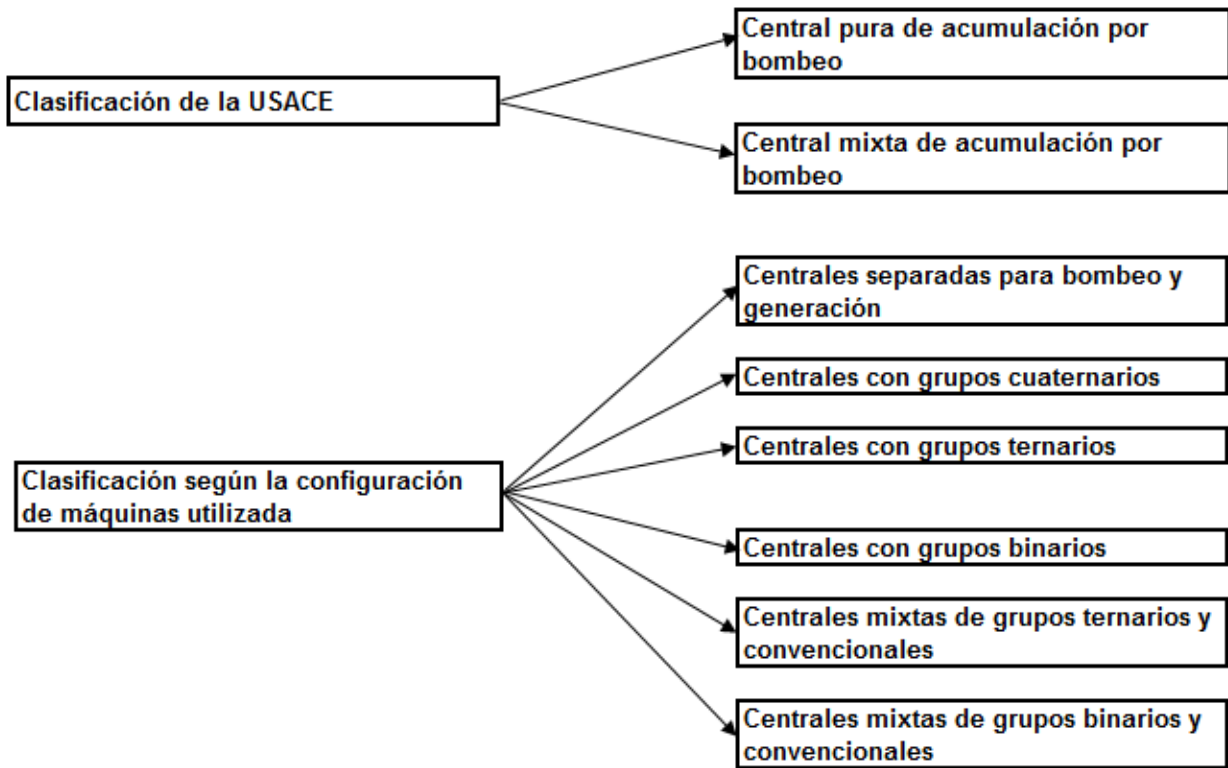 Clasificación de la USACE
Central pura de acumulación por
bombeo
Central mixta de acumulación por
bombeo
Clasificación según la configuración
de máquinas utilizada
Centrales separadas para bombeo y
generación
Centrales con grupos cuaternarios
Centrales con grupos ternarios
Centrales con grupos binarios
Centrales mixtas de grupos ternarios y
convencionales
Centrales mixtas de grupos binarios y
convencionales